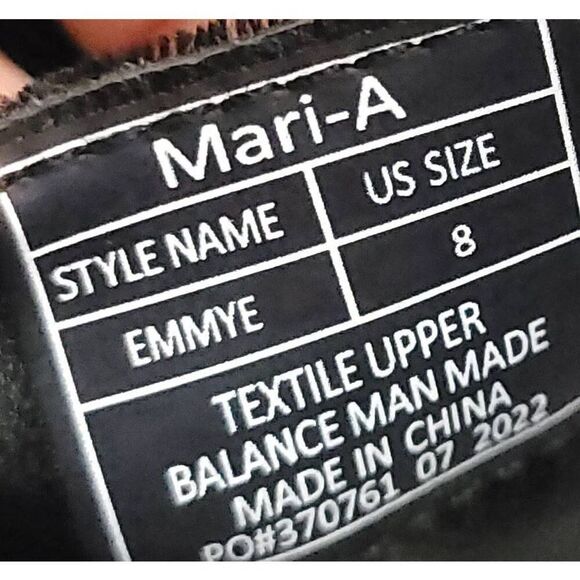 Mari-A
STYLE NAME US SIZE
EMMYE 8
TEXTILE UPPER
BALANCE MAN MADE
MADE IN CHINA
PO#370761 07 2022